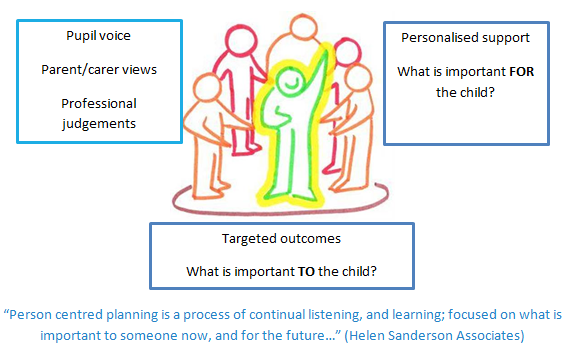 Pupil voice
Parent/carer views
Professional
judgements
Personalised support
What is important FOR
the child?
Targeted outcomes
What is important TO the child?
“Person centred planning is a process of continual listening, and learning; focused on what is
important to someone now, and for the future…” (Helen Sanderson Associates)